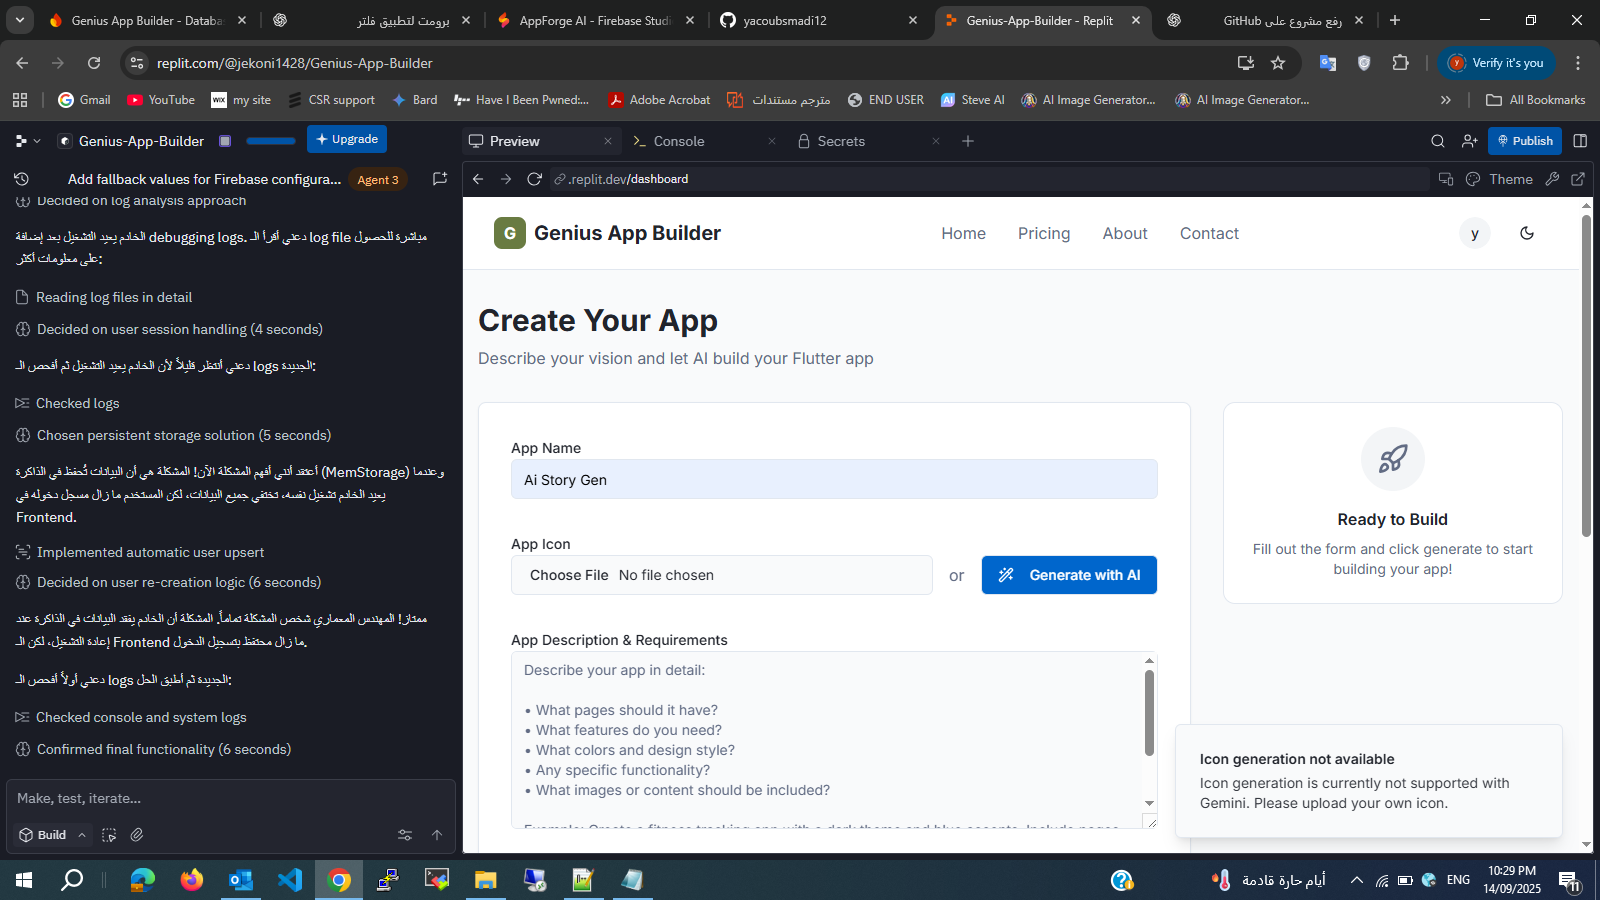 Genius App Builder - Databa
برومت لتطبيق فلتر
AppForge AI - Firebase Studi
yacoubsmadi12
Genius-App-Builder - Replit
رفع مشروع على GitHub
replit.com/@jekoni1428/Genius-App-Builder
Verify it's you
Gmail
YouTube
my site
CSR support
Bard
Have I Been Pwned:...
Adobe Acrobat
مترجم مستندات
END USER
Steve AI
AI Image Generator...
AI Image Generator...
All Bookmarks
Genius-App-Builder
Upgrade
Preview
Console
Secrets
Publish
Add fallback values for Firebase configura...
Agent 3
.replit.dev/dashboard
Theme
Decided on log analysis approach
الخادم يعيد التشغيل بعد إضافة debugging logs. دعني أقرأ الـ log file مباشرة للحصول
على معلومات أكثر:
Reading log files in detail
Decided on user session handling (4 seconds)
دعني أنتظر قليلاً لأن الخادم يعيد التشغيل ثم أفحص الـ logs الجديدة:
Checked logs
Chosen persistent storage solution (5 seconds)
أعتقد أنني أفهم المشكلة الآن! المشكلة هي أن البيانات تُحفظ في الذاكرة (MemStorage) وعندما
يعيد الخادم تشغيل نفسه، تختفي جميع البيانات، لكن المستخدم ما زال مسجل دخوله في
Frontend.
Implemented automatic user upsert
Decided on user re-creation logic (6 seconds)
ممتاز! المهندس المعماري شخص المشكلة تماماً. المشكلة أن الخادم يفقد البيانات في الذاكرة عند
إعادة التشغيل، لكن الـ Frontend ما زال محتفظ بتسجيل الدخول.
دعني أولاً أفحص الـ logs الجديدة ثم أطبق الحل:
Checked console and system logs
Confirmed final functionality (6 seconds)
Make, test, iterate...
Build
G
Genius App Builder
Home
Pricing
About
Contact
y
Create Your App
Describe your vision and let AI build your Flutter app
App Name
Ai Story Gen
App Icon
Choose File No file chosen
or
Generate with AI
App Description & Requirements
Describe your app in detail:
• What pages should it have?
• What features do you need?
• What colors and design style?
• Any specific functionality?
• What images or content should be included?
Example: Create a fitness tracking app with a dark theme and blue accents. Include pages
Ready to Build
Fill out the form and click generate to start
building your app!
Icon generation not available
Icon generation is currently not supported with
Gemini. Please upload your own icon.
أيام حارة قادمة
ENG
10:29 PM
14/09/2025
11